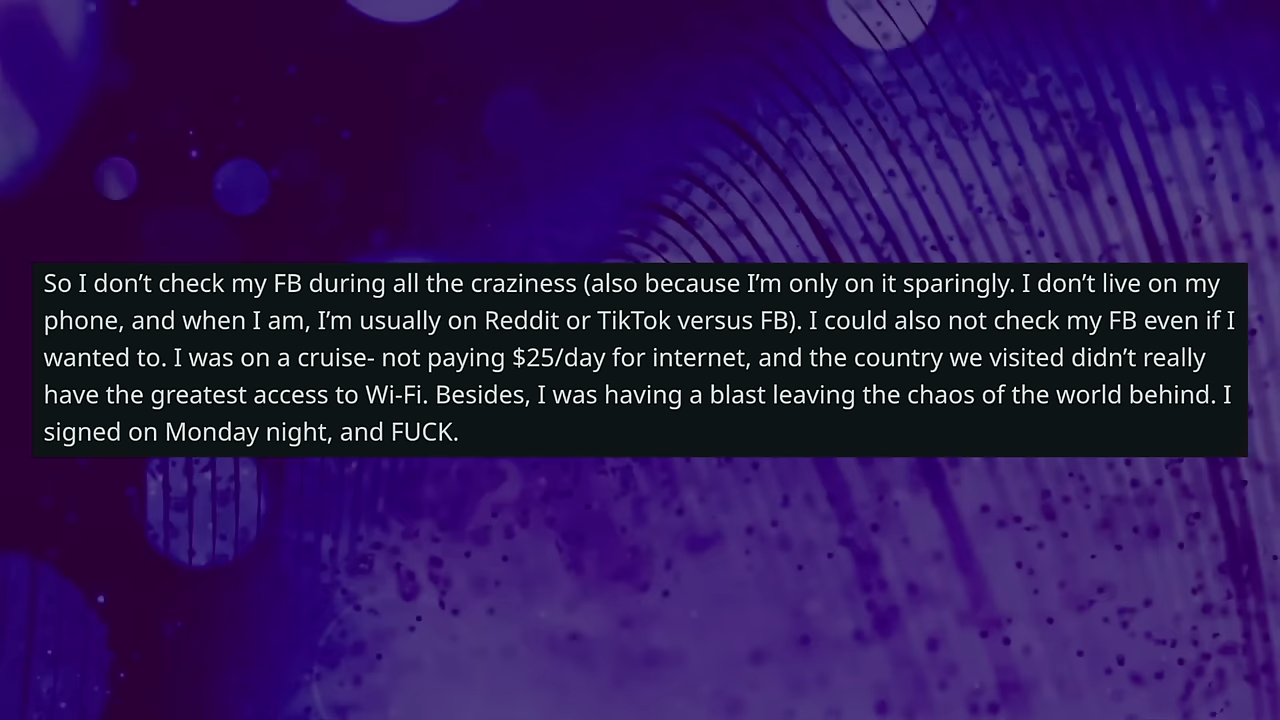 So I don’t check my FB during all the craziness (also because I’m only on it sparingly. I don’t live on my
phone, and when I am, I’m usually on Reddit or TikTok versus FB). I could also not check my FB even if I
wanted to. I was on a cruise- not paying $25/day for internet, and the country we visited didn’t really
have the greatest access to Wi-Fi. Besides, I was having a blast leaving the chaos of the world behind. I
signed on Monday night, and FUCK.